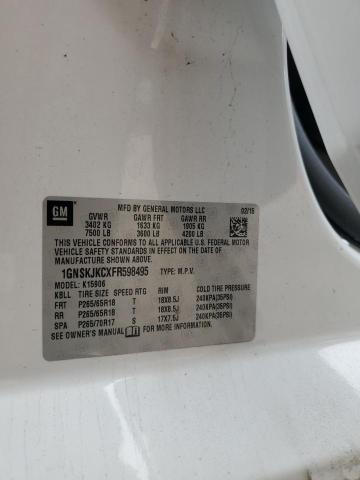 GM
MFD BY GENERAL MOTORS LLC 02/15
GVWR GAWR FRT GAWR RR
3402 KG 1633 KG 1905 KG
7500 LB 3600 LB 4200 LB
THIS VEHICLE CONFORMS TO ALL APPLICABLE U.S. FEDERAL MOTOR
VEHICLE SAFETY STANDARDS IN EFFECT ON THE DATE OF
MANUFACTURE SHOWN ABOVE.
1GNSKJKCXFR598495 TYPE: M.P.V.
MODEL: K15906
KBLL TIRE SIZE SPEED RTG RIM COLD TIRE PRESSURE
FRT P265/65R18 T 18X8.5J 240KPA(35PSI)
RR P265/65R18 T 18X8.5J 240KPA(35PSI)
SPA P265/70R17 S 17X7.5J 240KPA(35PSI)
SEE OWNER'S MANUAL